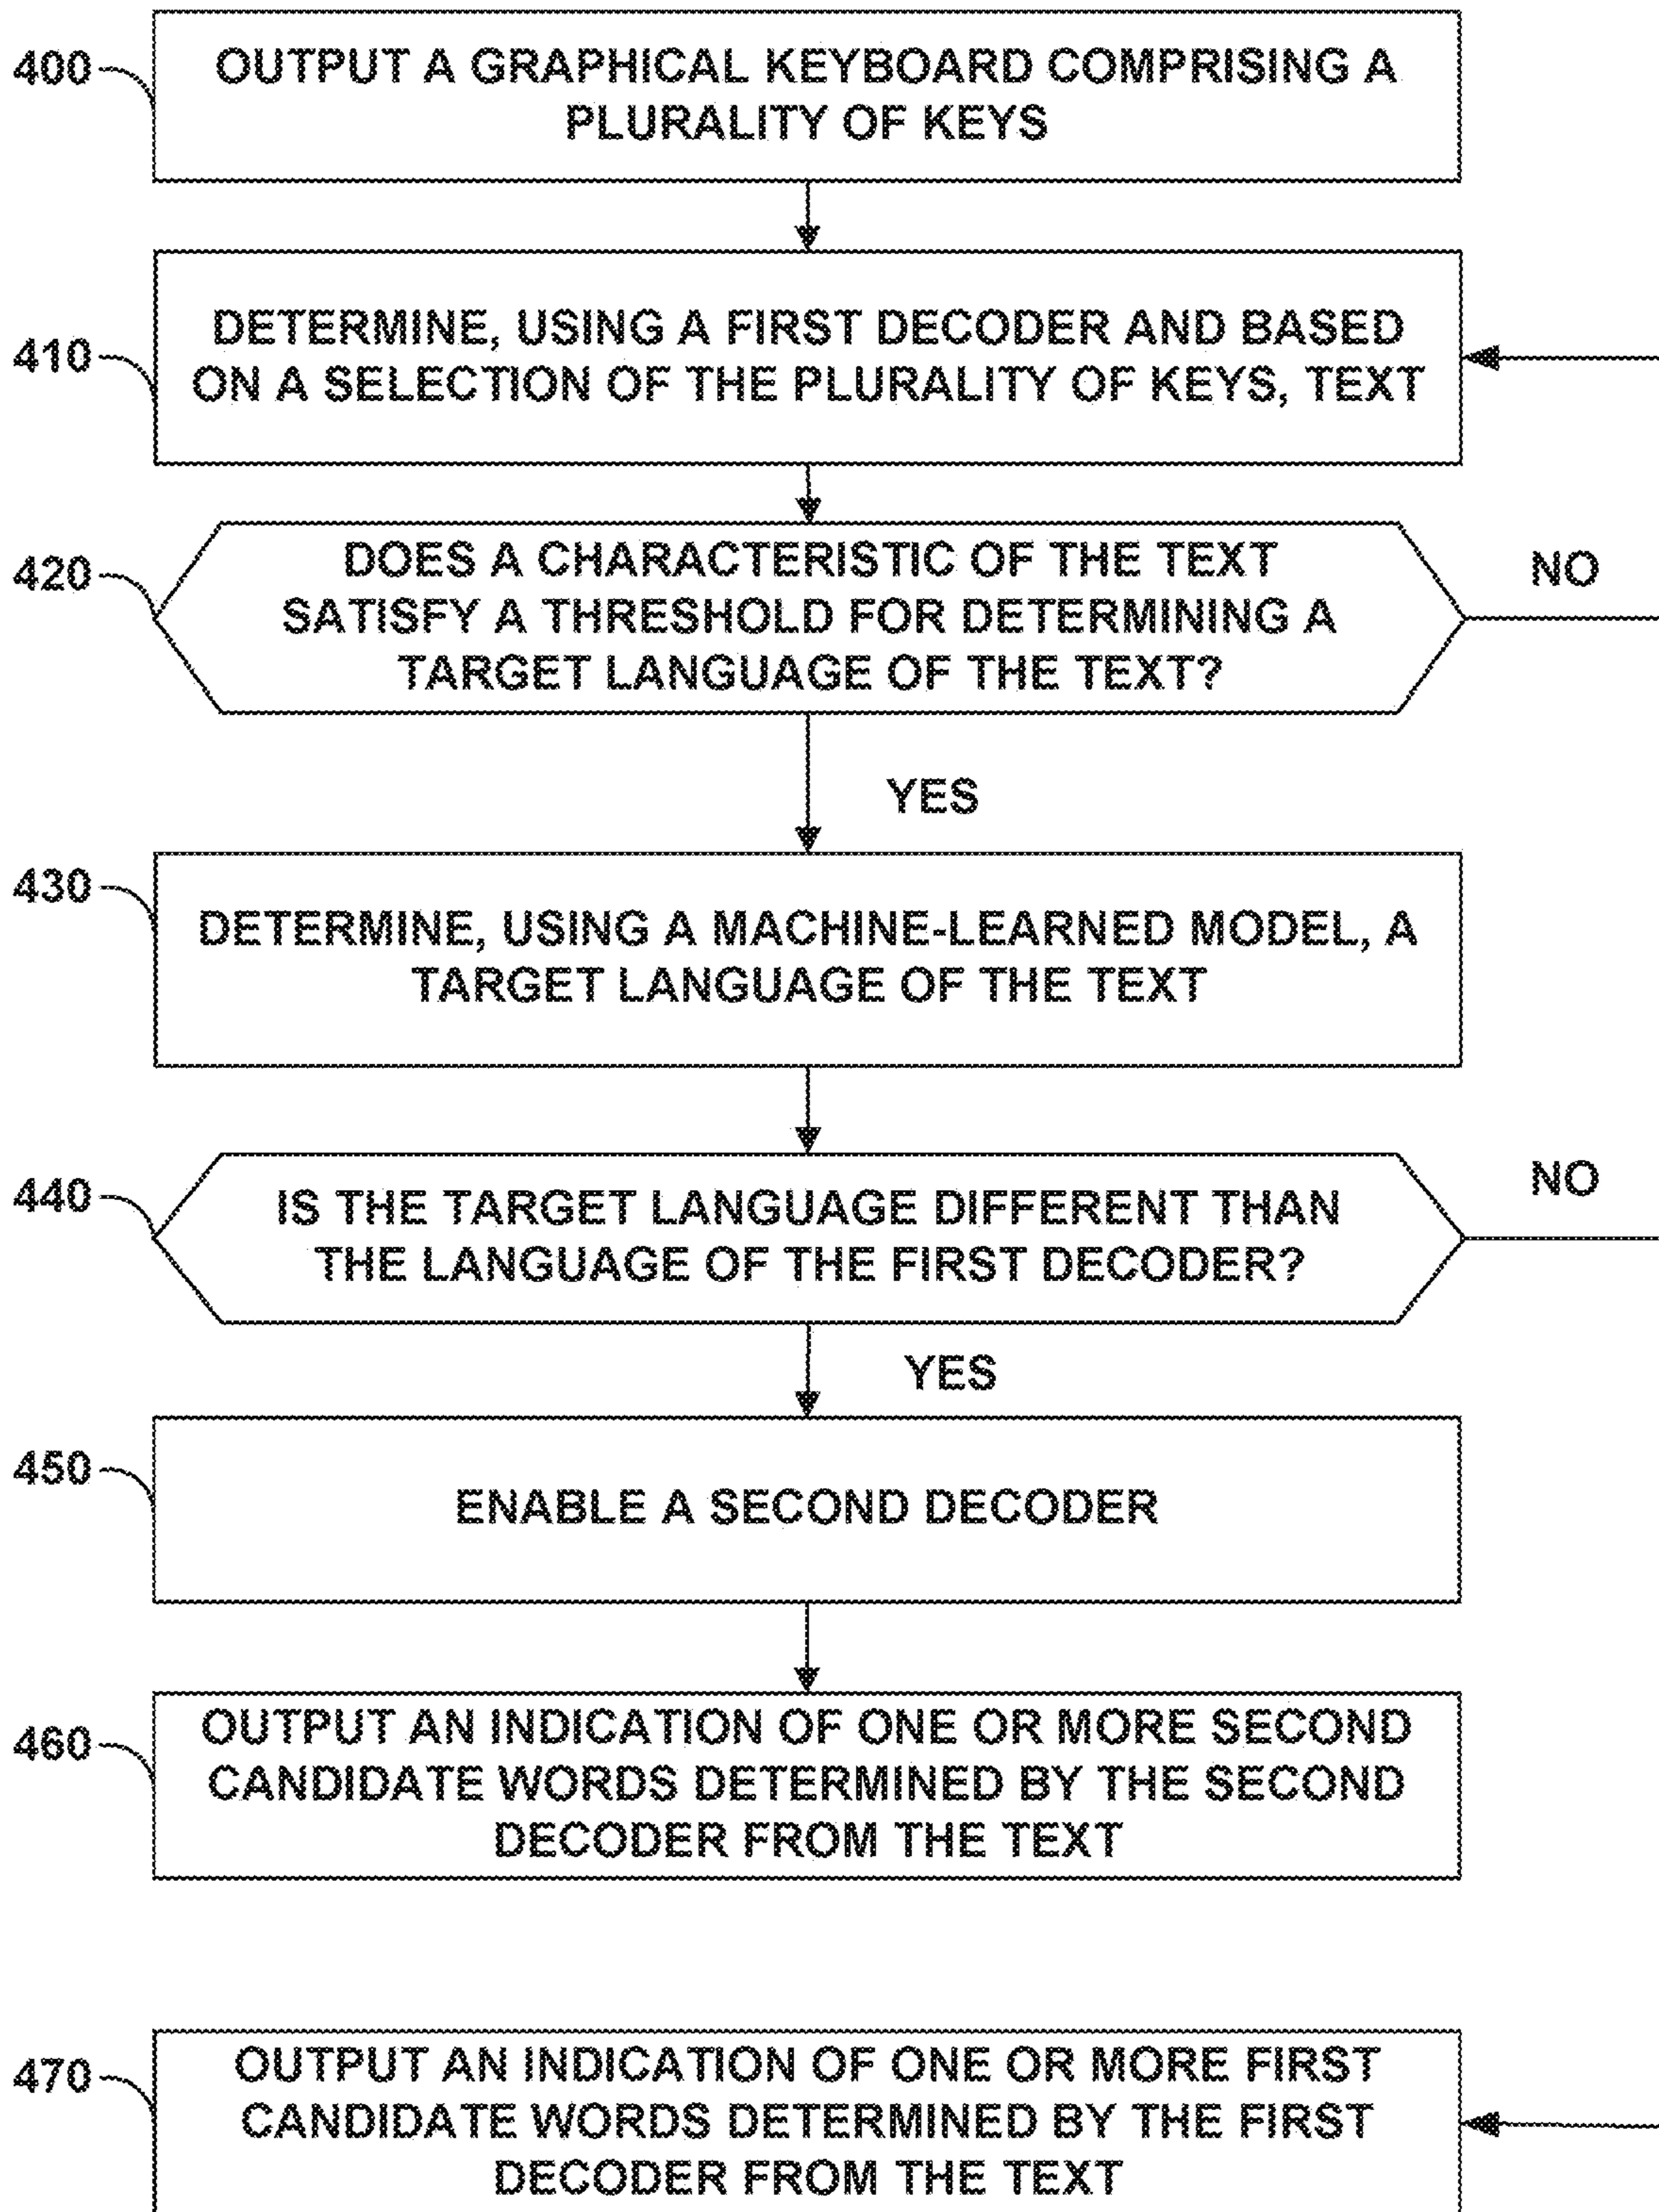 400
OUTPUT A GRAPHICAL KEYBOARD COMPRISING A
PLURALITY OF KEYS
410
DETERMINE, USING A FIRST DECODER AND BASED
ON A SELECTION OF THE PLURALITY OF KEYS, TEXT
420
DOES A CHARACTERISTIC OF THE TEXT
SATISFY A THRESHOLD FOR DETERMINING A
TARGET LANGUAGE OF THE TEXT?
NO
YES
430
DETERMINE, USING A MACHINE-LEARNED MODEL, A
TARGET LANGUAGE OF THE TEXT
440
IS THE TARGET LANGUAGE DIFFERENT THAN
THE LANGUAGE OF THE FIRST DECODER?
NO
YES
450
ENABLE A SECOND DECODER
460
OUTPUT AN INDICATION OF ONE OR MORE SECOND
CANDIDATE WORDS DETERMINED BY THE SECOND
DECODER FROM THE TEXT
470
OUTPUT AN INDICATION OF ONE OR MORE FIRST
CANDIDATE WORDS DETERMINED BY THE FIRST
DECODER FROM THE TEXT